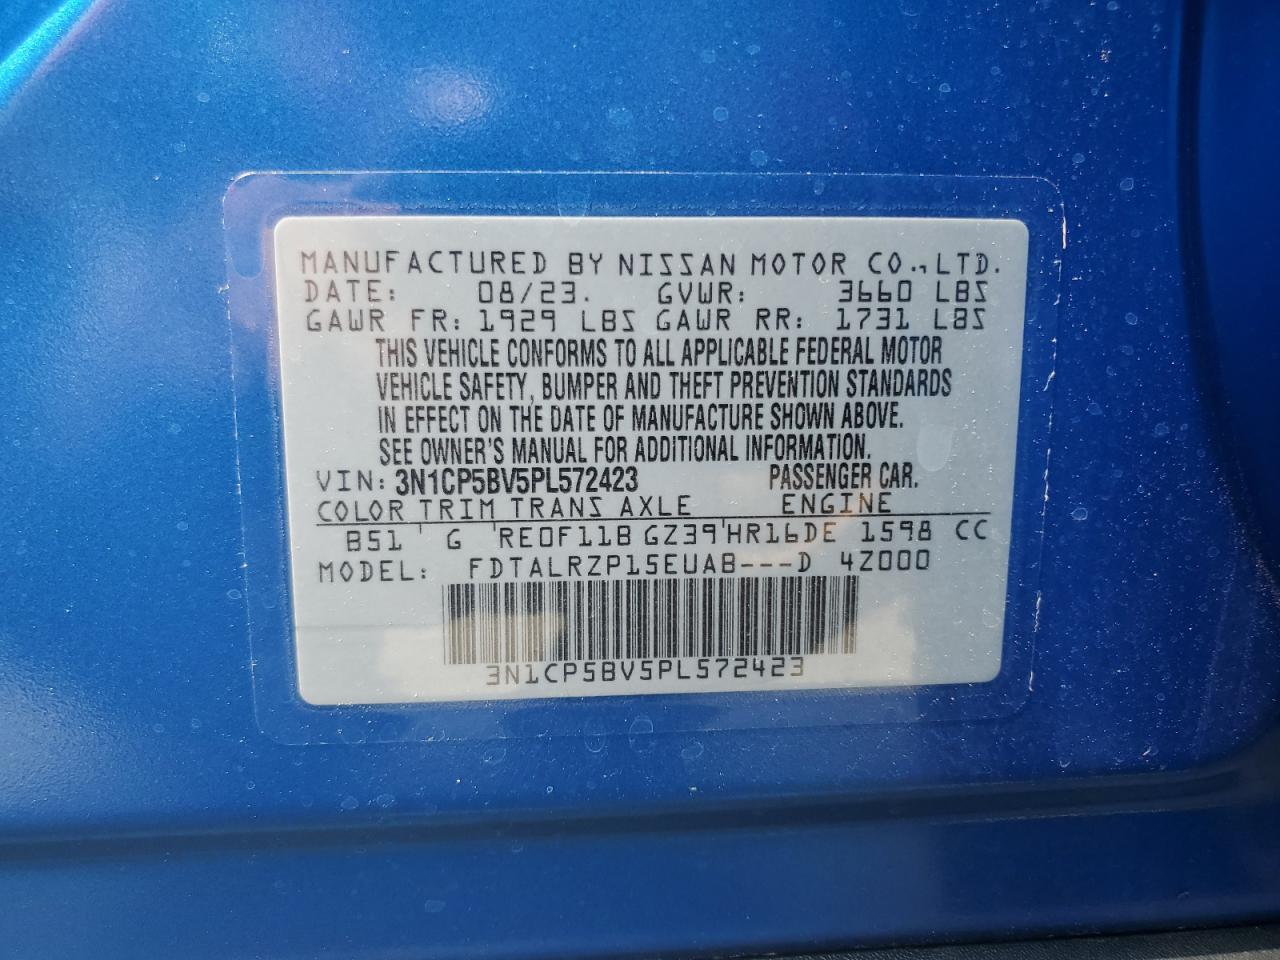 MANUFACTURED BY NISSAN MOTOR CO., LTD.
DATE: 08/23. GVWR: 3660 LBS
GAWR FR: 1929 LBS GAWR RR: 1731 LBS
THIS VEHICLE CONFORMS TO ALL APPLICABLE FEDERAL MOTOR
VEHICLE SAFETY, BUMPER AND THEFT PREVENTION STANDARDS
IN EFFECT ON THE DATE OF MANUFACTURE SHOWN ABOVE.
SEE OWNER'S MANUAL FOR ADDITIONAL INFORMATION.
VIN: 3N1CP5BV5PL572423 PASSENGER CAR.
COLOR TRIM TRANS AXLE ENGINE
B51 G RE0F11B GZ39 HR16DE 1598 CC
MODEL: FDTALRZP15EUAB---D 4Z000
3N1CP5BV5PL572423